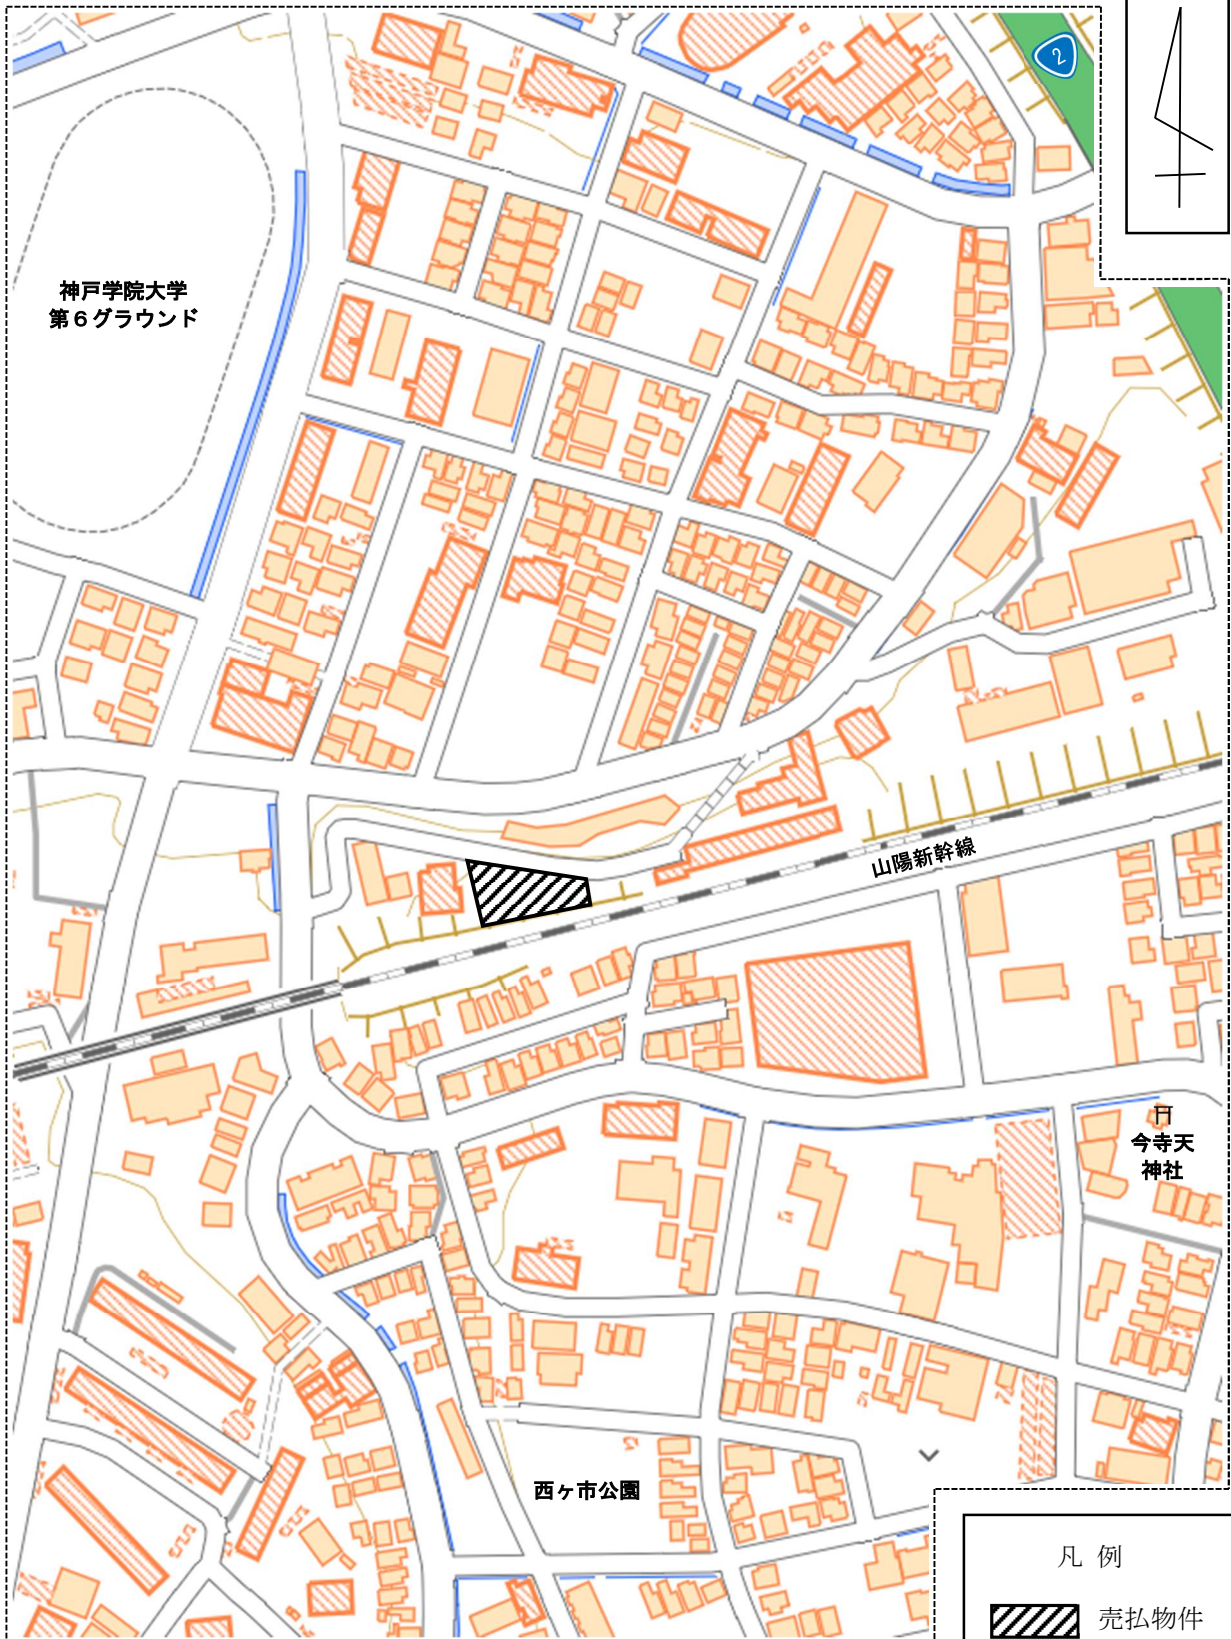 2
神戸学院大学
第6グラウンド
山陽新幹線
今寺天
神社
西ヶ市公園
凡 例
売払物件